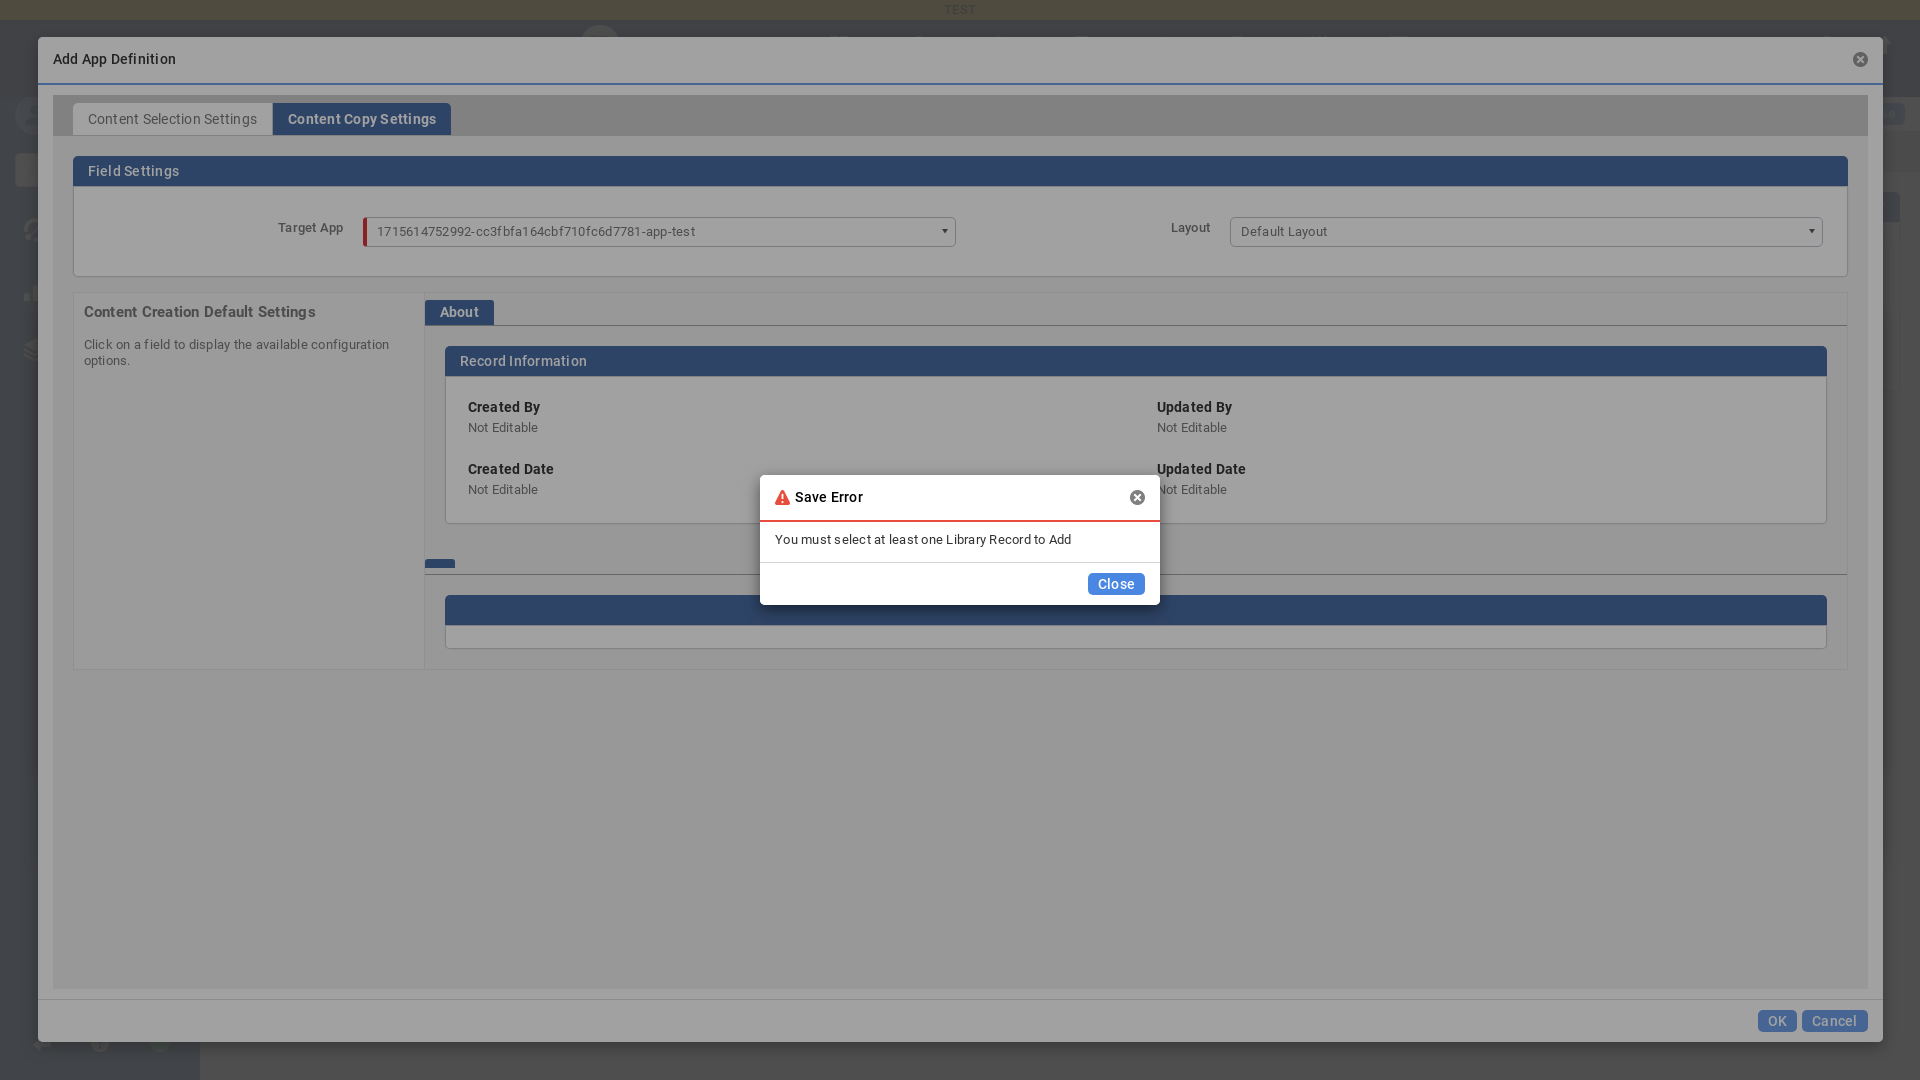 TEST
Add App Definition
Content Selection Settings
Content Copy Settings
Field Settings
Target App
1715614752992-cc3fbfa164cbf710fc6d7781-app-test
Layout
Default Layout
Content Creation Default Settings
Click on a field to display the available configuration
options.
About
Record Information
Created By
Not Editable
Updated By
Not Editable
Created Date
Not Editable
Updated Date
Not Editable
Save Error
You must select at least one Library Record to Add
Close
OK
Cancel